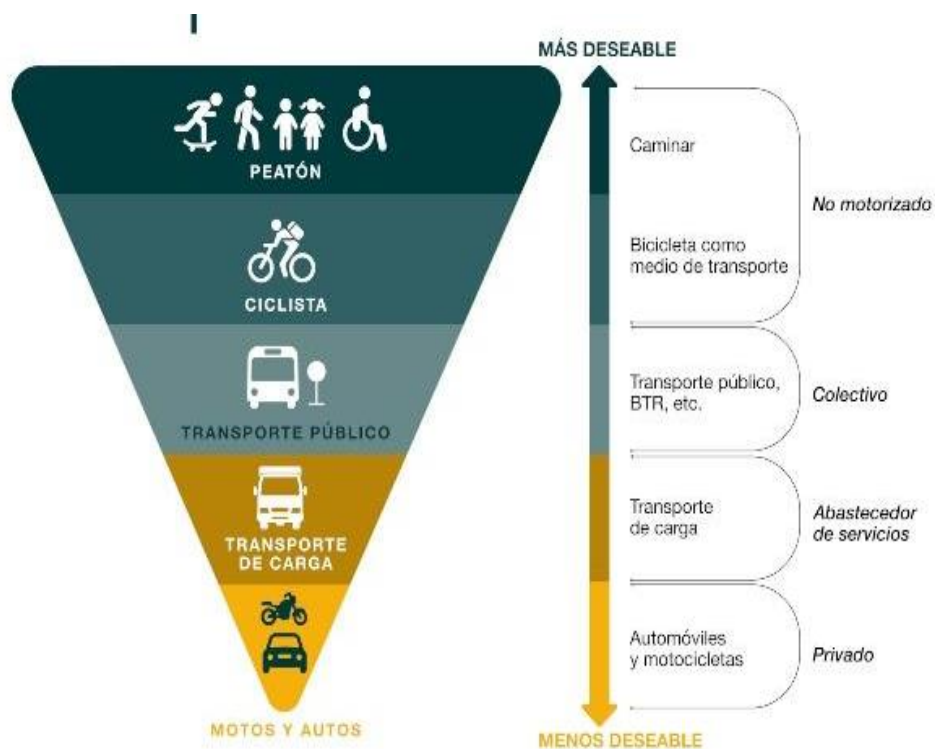 MÁS DESEABLE
PEATÓN
Caminar
No motorizado
Bicicleta como
medio de transporte
CICLISTA
TRANSPORTE PÚBLICO
Transporte público,
BTR, etc.
Colectivo
TRANSPORTE
DE CARGA
Transporte
de carga
Abastecedor
de servicios
Automóviles
y motocicletas
Privado
MOTOS Y AUTOS
MENOS DESEABLE